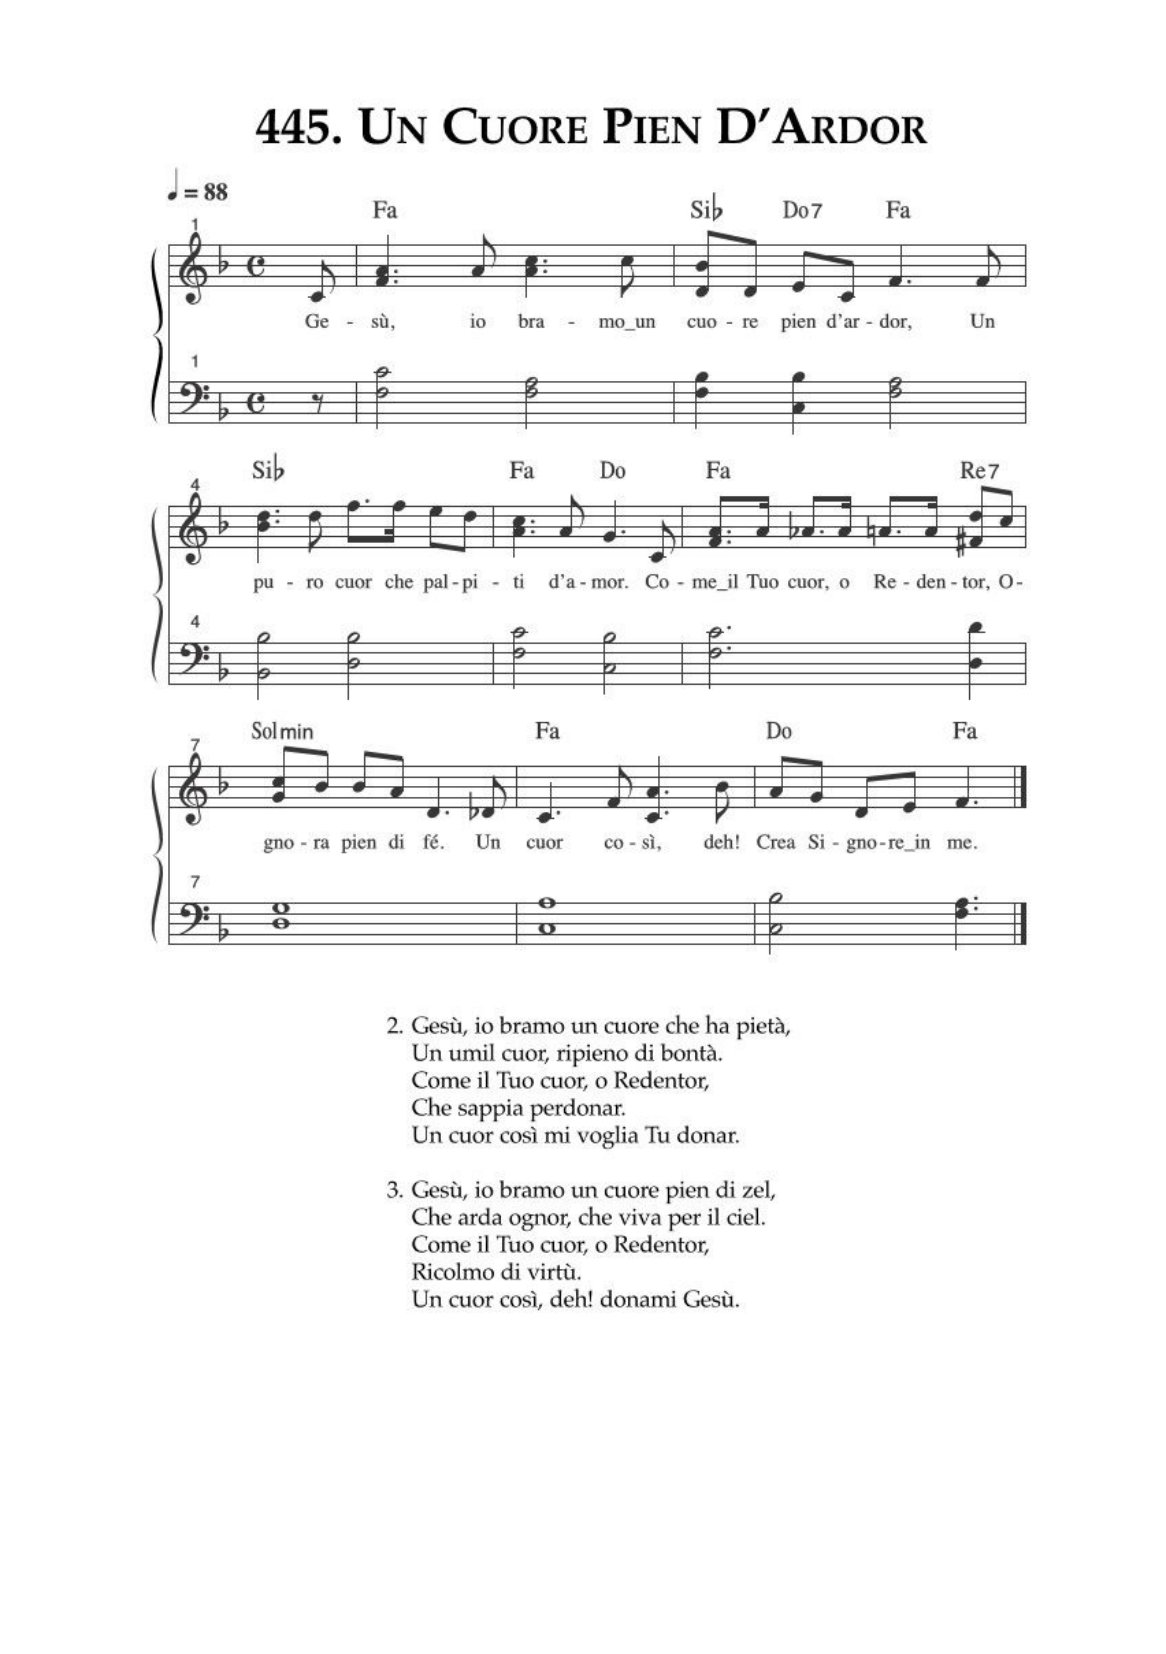 445. Un Cuore Pien D'Ardor
♩ = 88
Fa Si♭ Do7 Fa
1
Ge - sù, io bra - mo_un cuo - re pien d'ar - dor, Un
1
Si♭ Fa Do Fa Re7
4
pu - ro cuor che pal - pi - ti d'a - mor. Co - me_il Tuo cuor, o Re - den - tor, O -
4
Solmin Fa Do Fa
7
gno - ra pien di fé. Un cuor co - sì, deh! Crea Si - gno - re_in me.
7
2. Gesù, io bramo un cuore che ha pietà,
Un umil cuor, ripieno di bontà.
Come il Tuo cuor, o Redentor,
Che sappia perdonar.
Un cuor così mi voglia Tu donar.
3. Gesù, io bramo un cuore pien di zel,
Che arda ognor, che viva per il ciel.
Come il Tuo cuor, o Redentor,
Ricolmo di virtù.
Un cuor così, deh! donami Gesù.